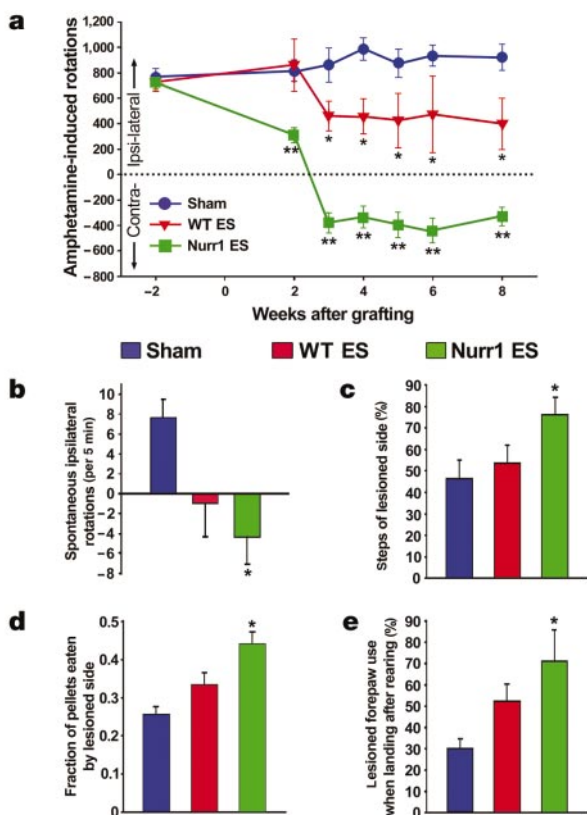 a
Amphetamine-induced rotations
Contra- Ipsi-lateral
1,200
1,000
800
600
400
200
0
−200
−400
−600
−800
** * * * * *
** ** ** ** **
Sham
WT ES
Nurr1 ES
−2 0 2 4 6 8
Weeks after grafting
Sham WT ES Nurr1 ES
b
Spontaneous ipsilateral
rotations (per 5 min)
10
8
6
4
2
0
−2
−4
−6
−8
*
c
Steps of lesioned side (%)
90
80
70
60
50
40
30
20
10
0
*
d
Fraction of pellets eaten
by lesioned side
0.5
0.4
0.3
0.2
0.1
0
*
e
Lesioned forepaw use
when landing after rearing (%)
90
80
70
60
50
40
30
20
10
0
*